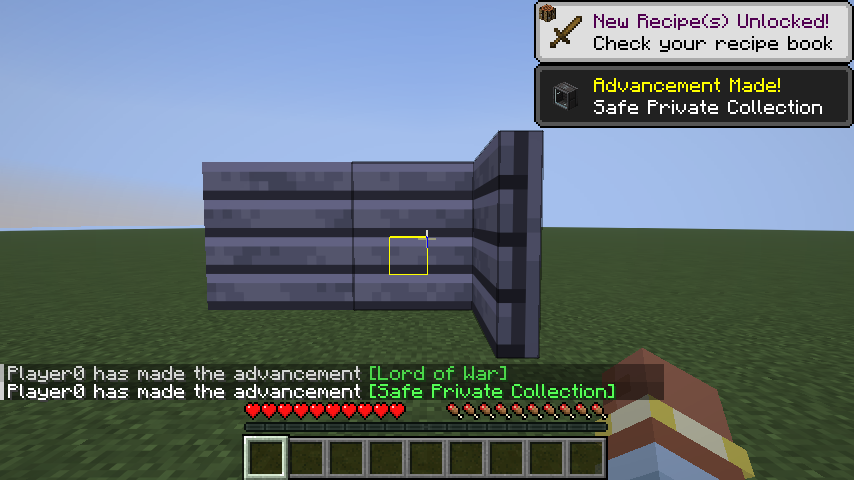 New Recipe(s) Unlocked!
Check your recipe book
Advancement Made!
Safe Private Collection
Player0 has made the advancement [Lord of War]
Player0 has made the advancement [Safe Private Collection]